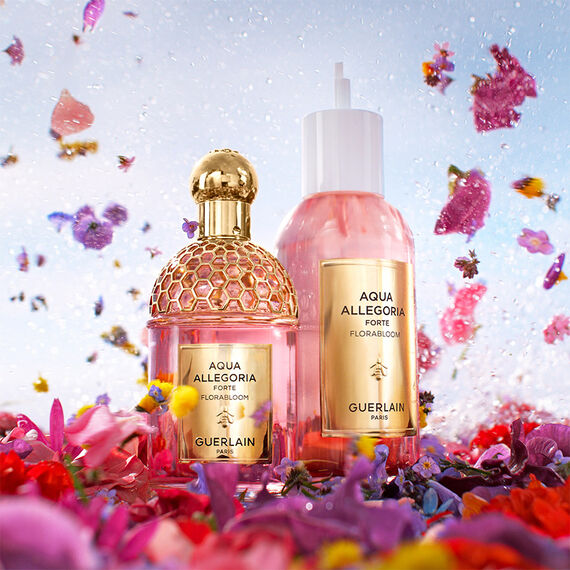 AQUA
ALLEGORIA
FORTE
FLORABLOOM
GUERLAIN
PARIS
AQUA
ALLEGORIA
FORTE
FLORABLOOM
GUERLAIN
PARIS